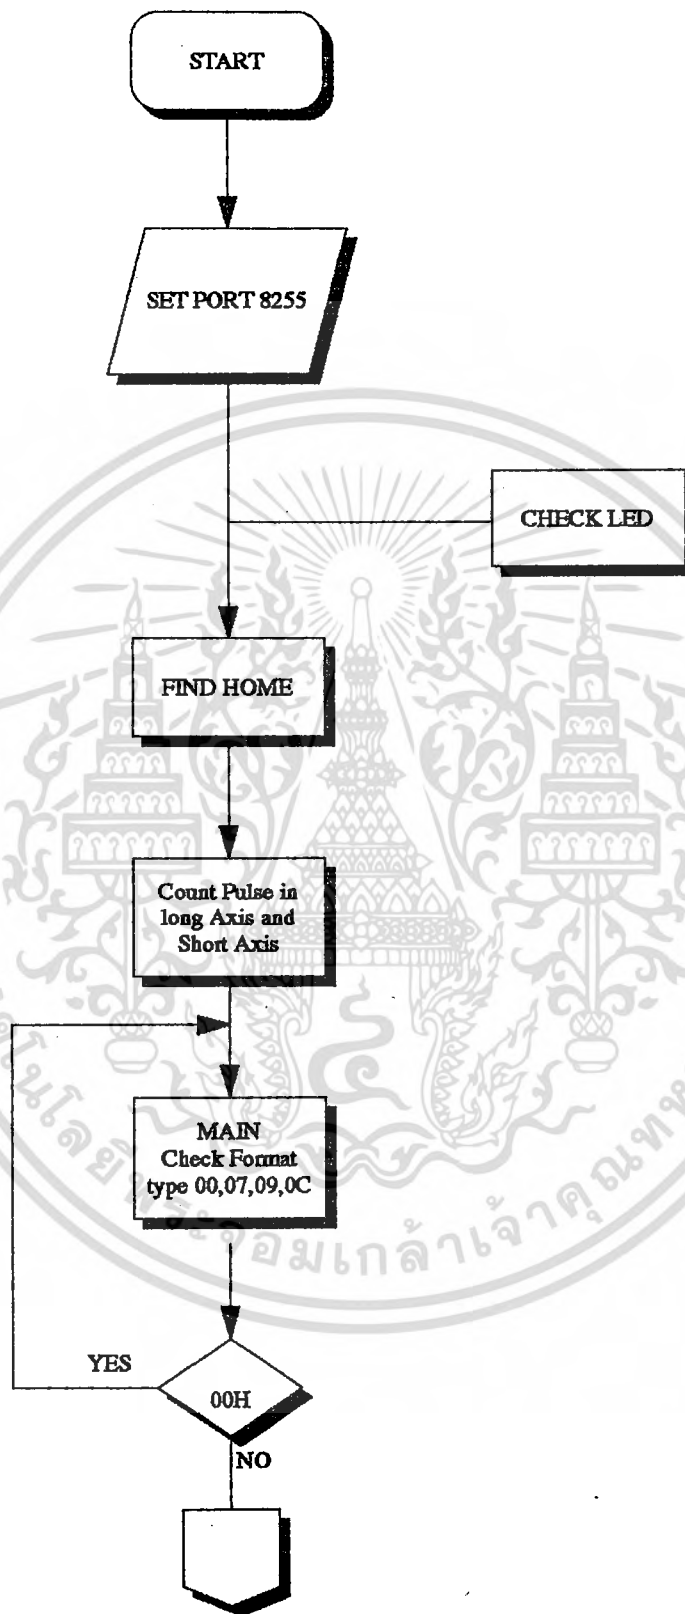 START
SET PORT 8255
CHECK LED
FIND HOME
Count Pulse in
long Axis and
Short Axis
MAIN
Check Format
type 00,07,09,0C
YES
00H
NO